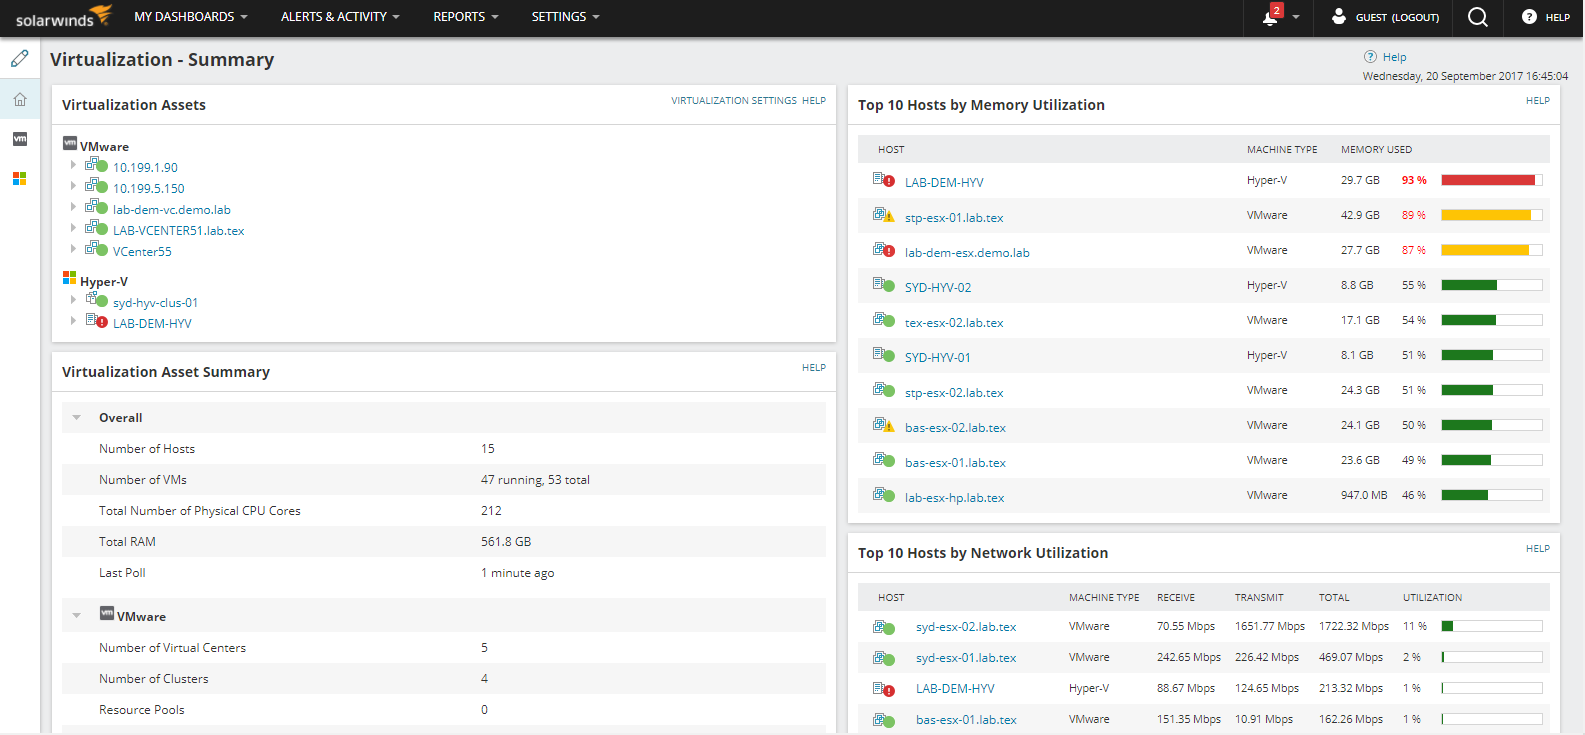 solarwinds MY DASHBOARDS ALERTS & ACTIVITY REPORTS SETTINGS 2 GUEST (LOGOUT) ? HELP
Virtualization - Summary
? Help
Wednesday, 20 September 2017 16:45:04
Virtualization Assets VIRTUALIZATION SETTINGS HELP
vm VMware
10.199.1.90
10.199.5.150
lab-dem-vc.demo.lab
LAB-VCENTER51.lab.tex
VCenter55
Hyper-V
syd-hyv-clus-01
LAB-DEM-HYV
Virtualization Asset Summary HELP
Overall
Number of Hosts 15
Number of VMs 47 running, 53 total
Total Number of Physical CPU Cores 212
Total RAM 561.8 GB
Last Poll 1 minute ago
vm VMware
Number of Virtual Centers 5
Number of Clusters 4
Resource Pools 0
Top 10 Hosts by Memory Utilization HELP
HOST MACHINE TYPE MEMORY USED
LAB-DEM-HYV Hyper-V 29.7 GB 93 %
stp-esx-01.lab.tex VMware 42.9 GB 89 %
lab-dem-esx.demo.lab VMware 27.7 GB 87 %
SYD-HYV-02 Hyper-V 8.8 GB 55 %
tex-esx-02.lab.tex VMware 17.1 GB 54 %
SYD-HYV-01 Hyper-V 8.1 GB 51 %
stp-esx-02.lab.tex VMware 24.3 GB 51 %
bas-esx-02.lab.tex VMware 24.1 GB 50 %
bas-esx-01.lab.tex VMware 23.6 GB 49 %
lab-esx-hp.lab.tex VMware 947.0 MB 46 %
Top 10 Hosts by Network Utilization HELP
HOST MACHINE TYPE RECEIVE TRANSMIT TOTAL UTILIZATION
syd-esx-02.lab.tex VMware 70.55 Mbps 1651.77 Mbps 1722.32 Mbps 11 %
syd-esx-01.lab.tex VMware 242.65 Mbps 226.42 Mbps 469.07 Mbps 2 %
LAB-DEM-HYV Hyper-V 88.67 Mbps 124.65 Mbps 213.32 Mbps 1 %
bas-esx-01.lab.tex VMware 151.35 Mbps 10.91 Mbps 162.26 Mbps 1 %
vm